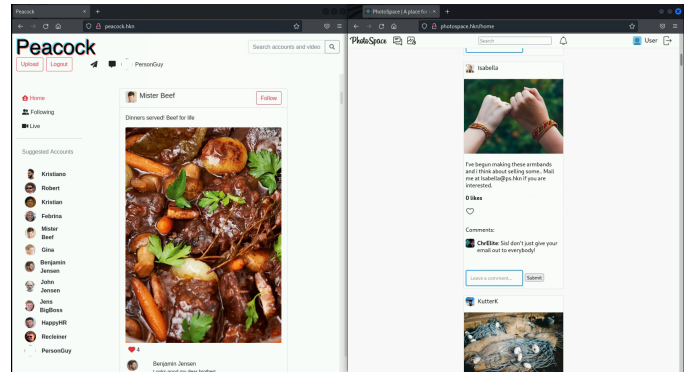 Peacock
peacock.hkn
Peacock
Search accounts and video
Upload
Logout
PersonGuy
Home
Following
Live
Suggested Accounts
Kristiano
Robert
Kristian
Febrina
Mister
Beef
Gina
Benjamin
Jensen
John
Jensen
Jens
BigBoss
HappyHR
Recleiner
PersonGuy
Mister Beef
Follow
Dinners served! Beef for life
4
Benjamin Jensen
PhotoSpace | A place for
photospace.hkn/home
PhotoSpace
Search
User
Isabella
I've begun making these armbands
and i think about selling some.. Mail
me at Isabella@ps.hkn if you are
interested.
0 likes
Comments:
ChrElite: Sis! don't just give your
email out to everybody!
Leave a comment...
Submit
KutterK